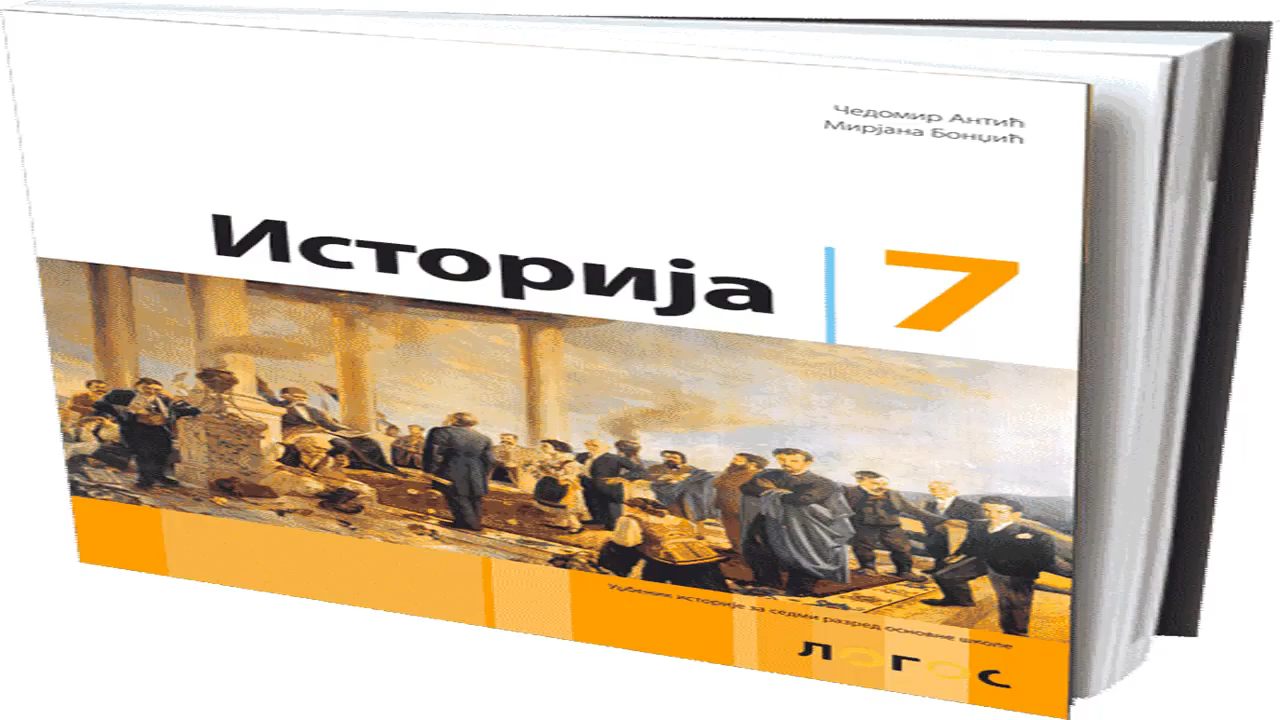 Чедомир Антић
Мирјана Бонџић
Историја 7
Уџбеник историје за седми разред основне школе
ЛОГОС